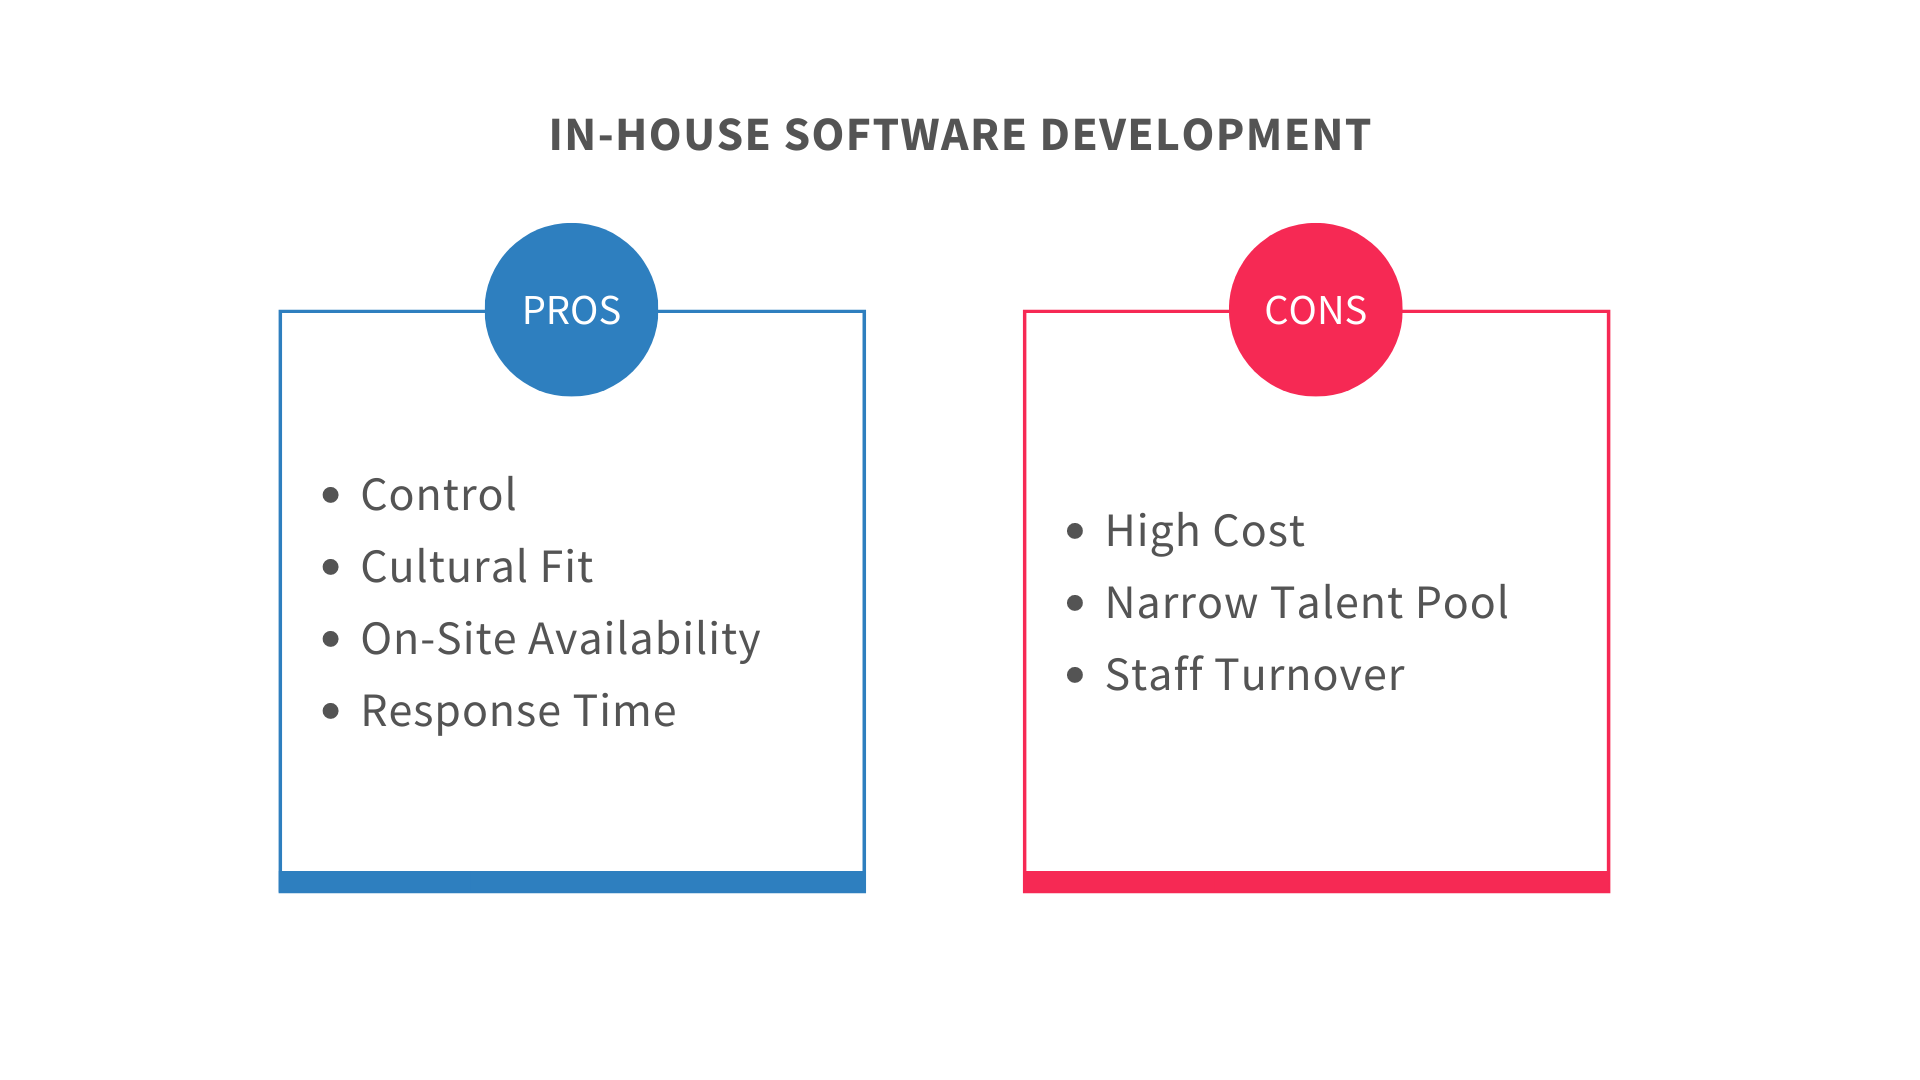 IN-HOUSE SOFTWARE DEVELOPMENT
PROS
• Control
• Cultural Fit
• On-Site Availability
• Response Time
CONS
• High Cost
• Narrow Talent Pool
• Staff Turnover